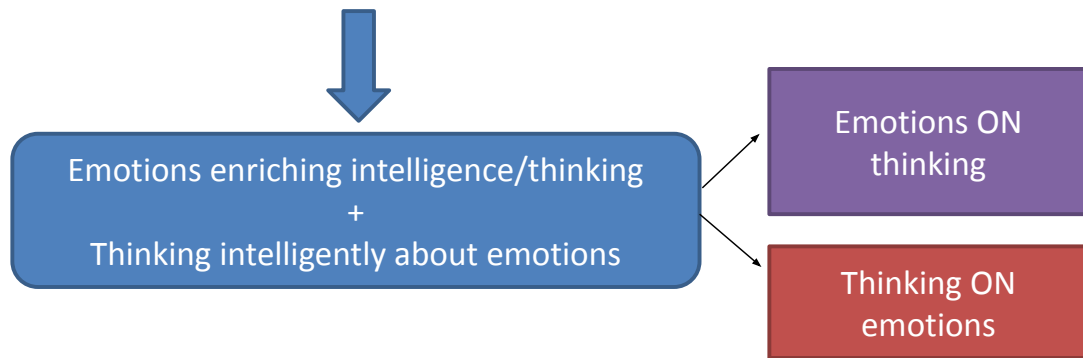 Emotions enriching intelligence/thinking
+
Thinking intelligently about emotions
Emotions ON
thinking
Thinking ON
emotions